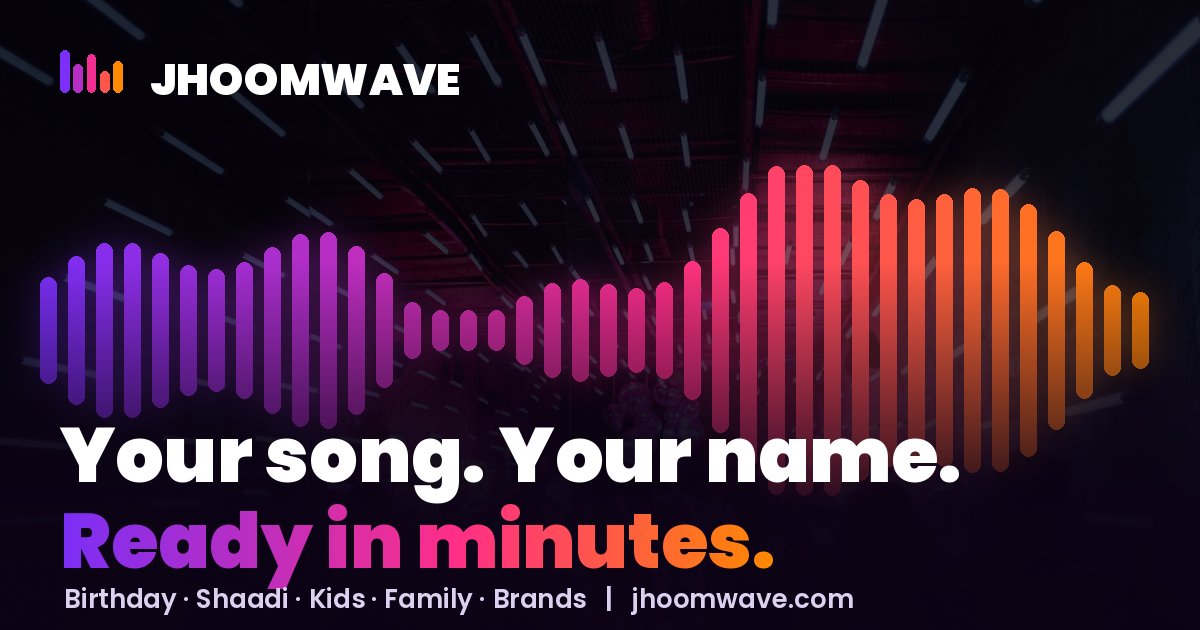 JHOOMWAVE
Your song. Your name.
Ready in minutes.
Birthday · Shaadi · Kids · Family · Brands | jhoomwave.com